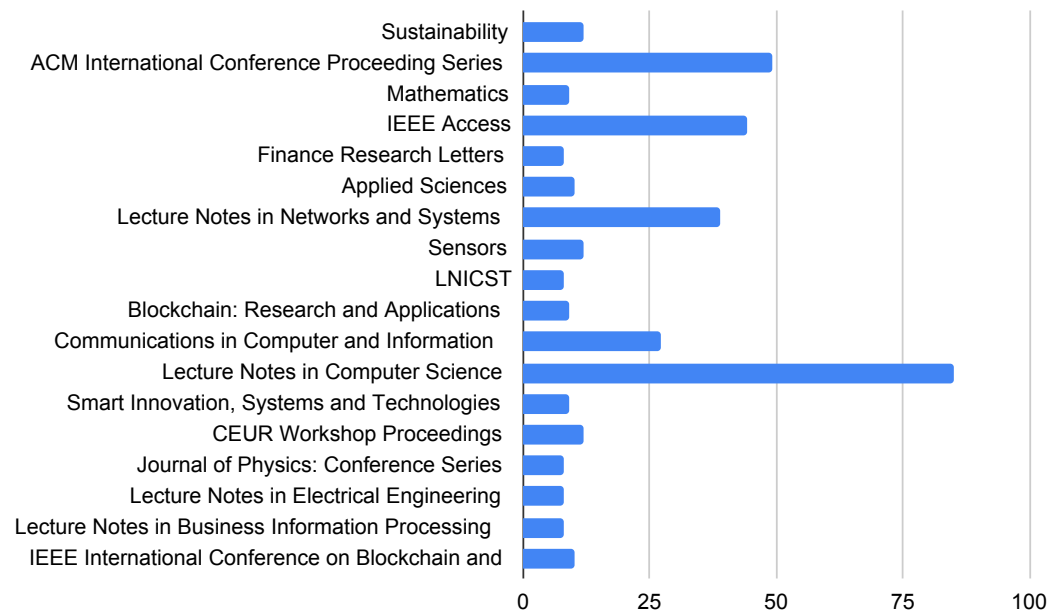 Sustainability
ACM International Conference Proceeding Series
Mathematics
IEEE Access
Finance Research Letters
Applied Sciences
Lecture Notes in Networks and Systems
Sensors
LNICST
Blockchain: Research and Applications
Communications in Computer and Information
Lecture Notes in Computer Science
Smart Innovation, Systems and Technologies
CEUR Workshop Proceedings
Journal of Physics: Conference Series
Lecture Notes in Electrical Engineering
Lecture Notes in Business Information Processing
IEEE International Conference on Blockchain and
0 25 50 75 100